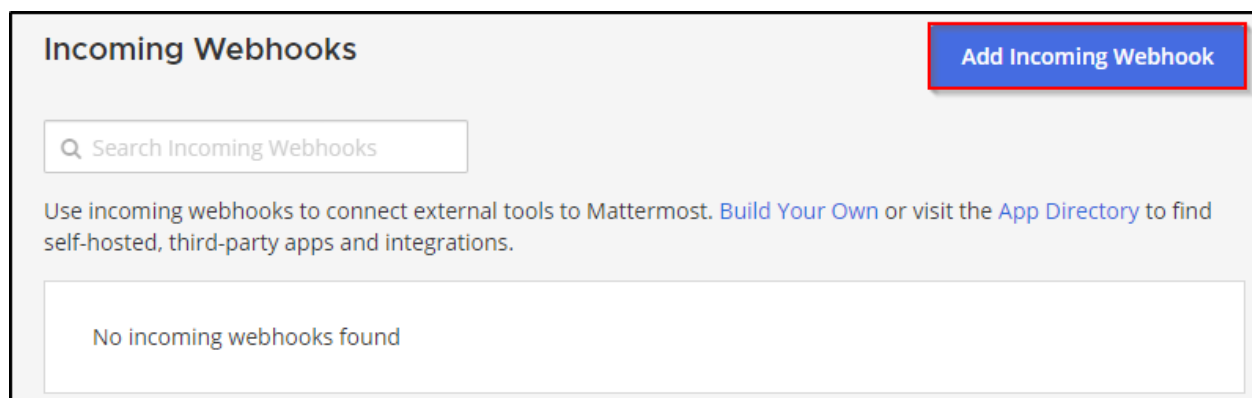 Incoming Webhooks
Add Incoming Webhook
Search Incoming Webhooks
Use incoming webhooks to connect external tools to Mattermost. Build Your Own or visit the App Directory to find
self-hosted, third-party apps and integrations.
No incoming webhooks found